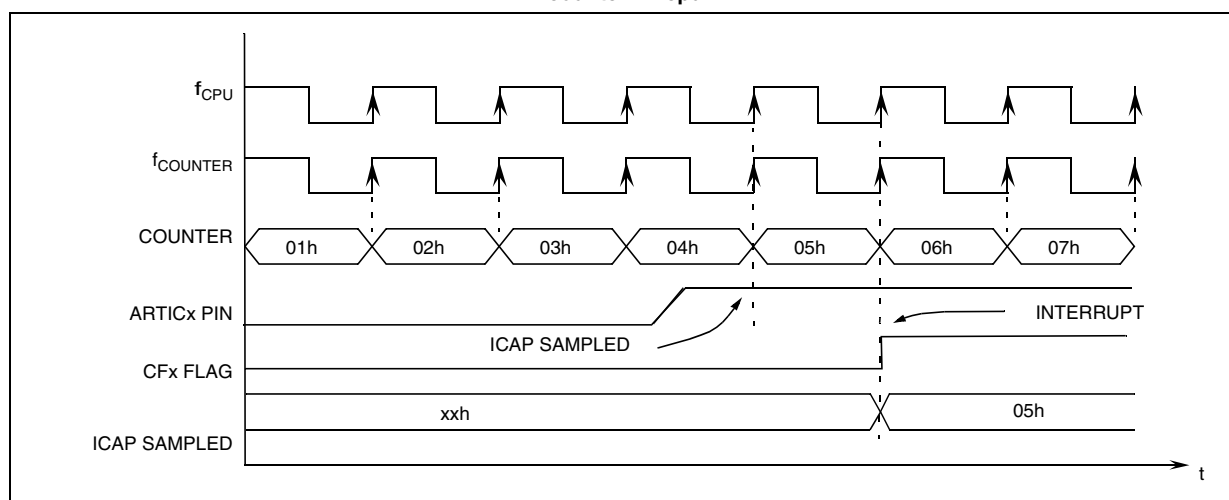 fCPU
fCOUNTER
COUNTER
01h 02h 03h 04h 05h 06h 07h
ARTICx PIN
INTERRUPT
ICAP SAMPLED
CFx FLAG
xxh 05h
ICAP SAMPLED
t